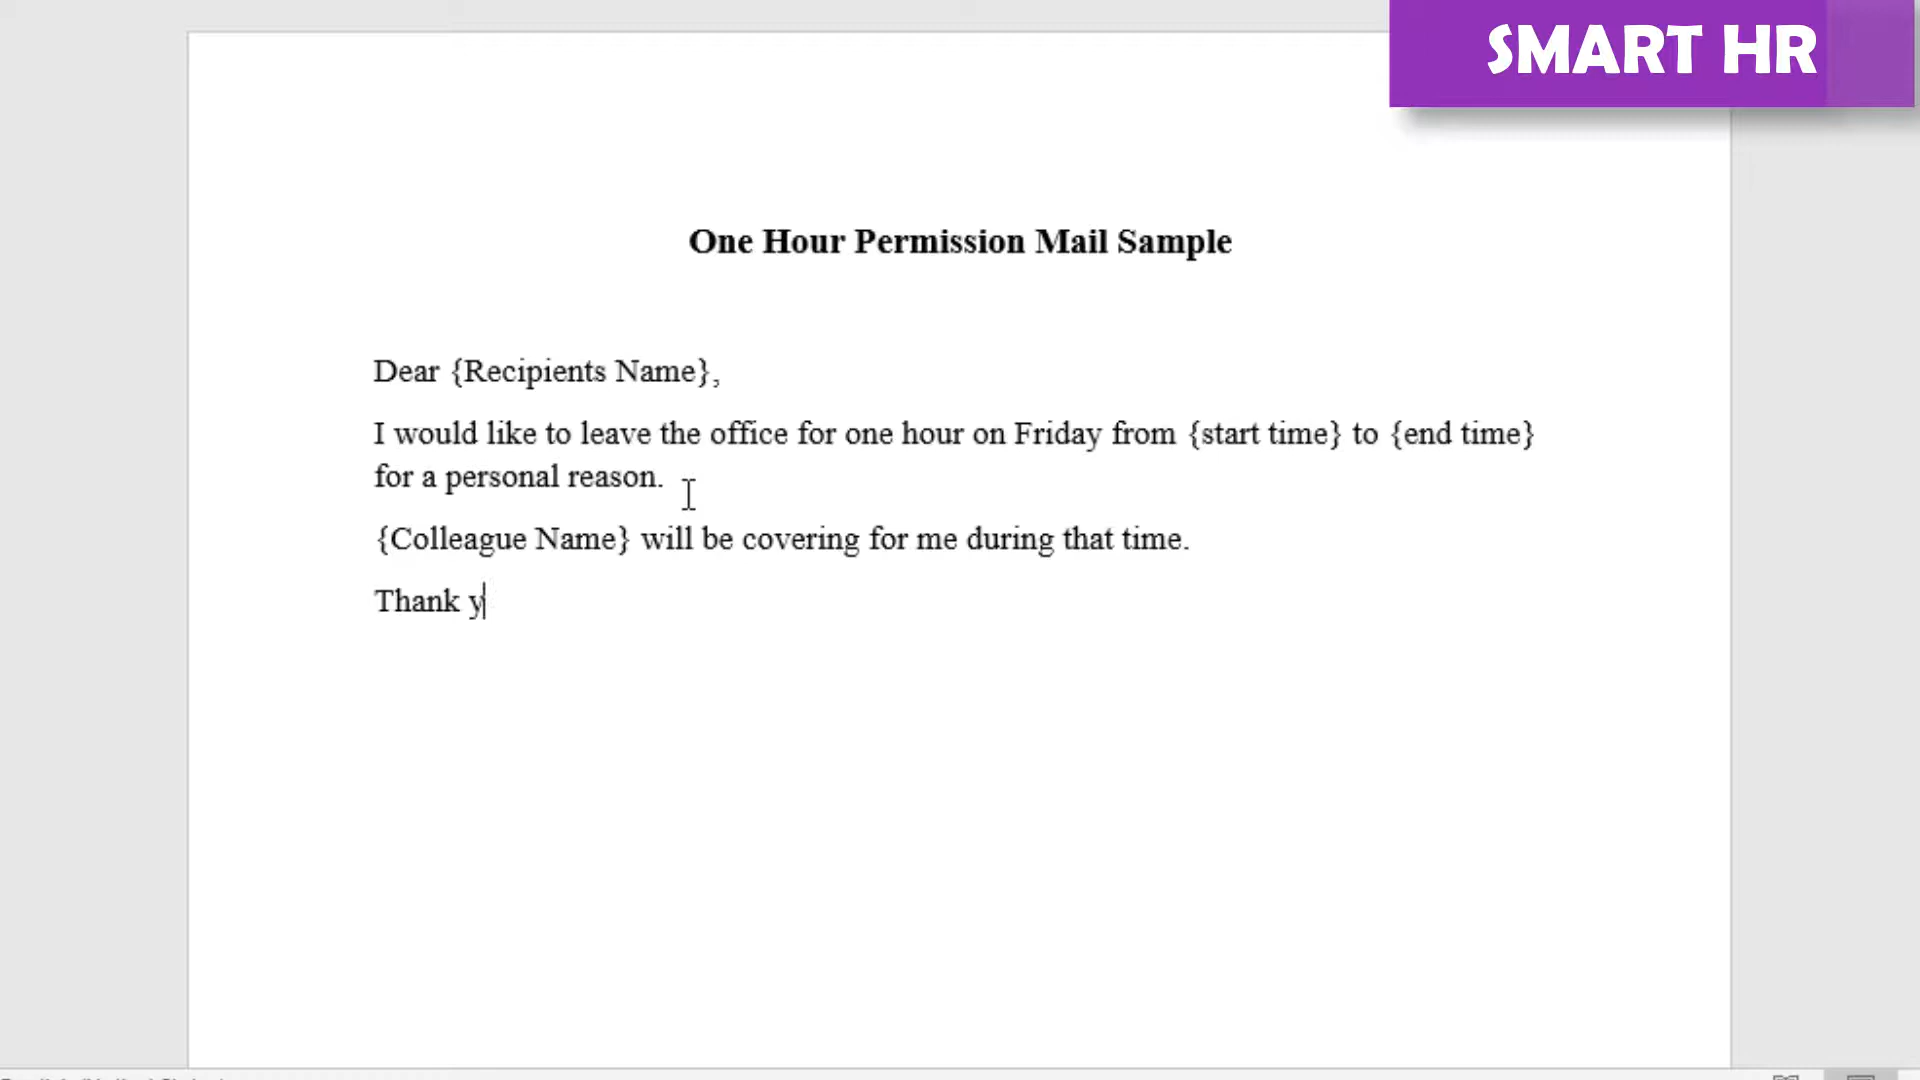 SMART HR
One Hour Permission Mail Sample
Dear {Recipients Name},
I would like to leave the office for one hour on Friday from {start time} to {end time}
for a personal reason.
{Colleague Name} will be covering for me during that time.
Thank y